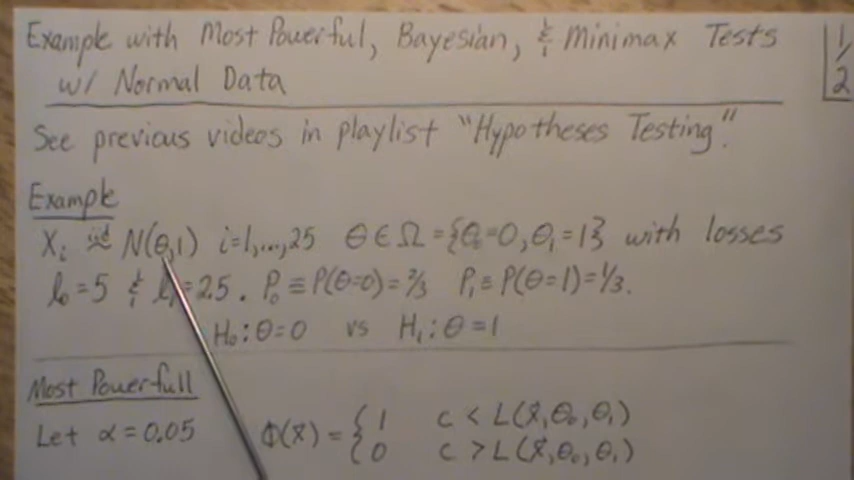 Example with Most Powerful, Bayesian, & Minimax Tests
w/ Normal Data
1/2
See previous videos in playlist "Hypotheses Testing".
Example
Xᵢ iid~ N(θ,1) i=1,...,25 θ∈Ω={θ₀=0,θ₁=1} with losses
l₀=5 & l₁=2.5. P₀≡P(θ=0)=2/3 P₁≡P(θ=1)=1/3.
H₀:θ=0 vs H₁:θ=1
Most Powerfull
Let α=0.05 Φ(x̰)={1 c<L(x̰,θ₀,θ₁)
{0 c>L(x̰,θ₀,θ₁)